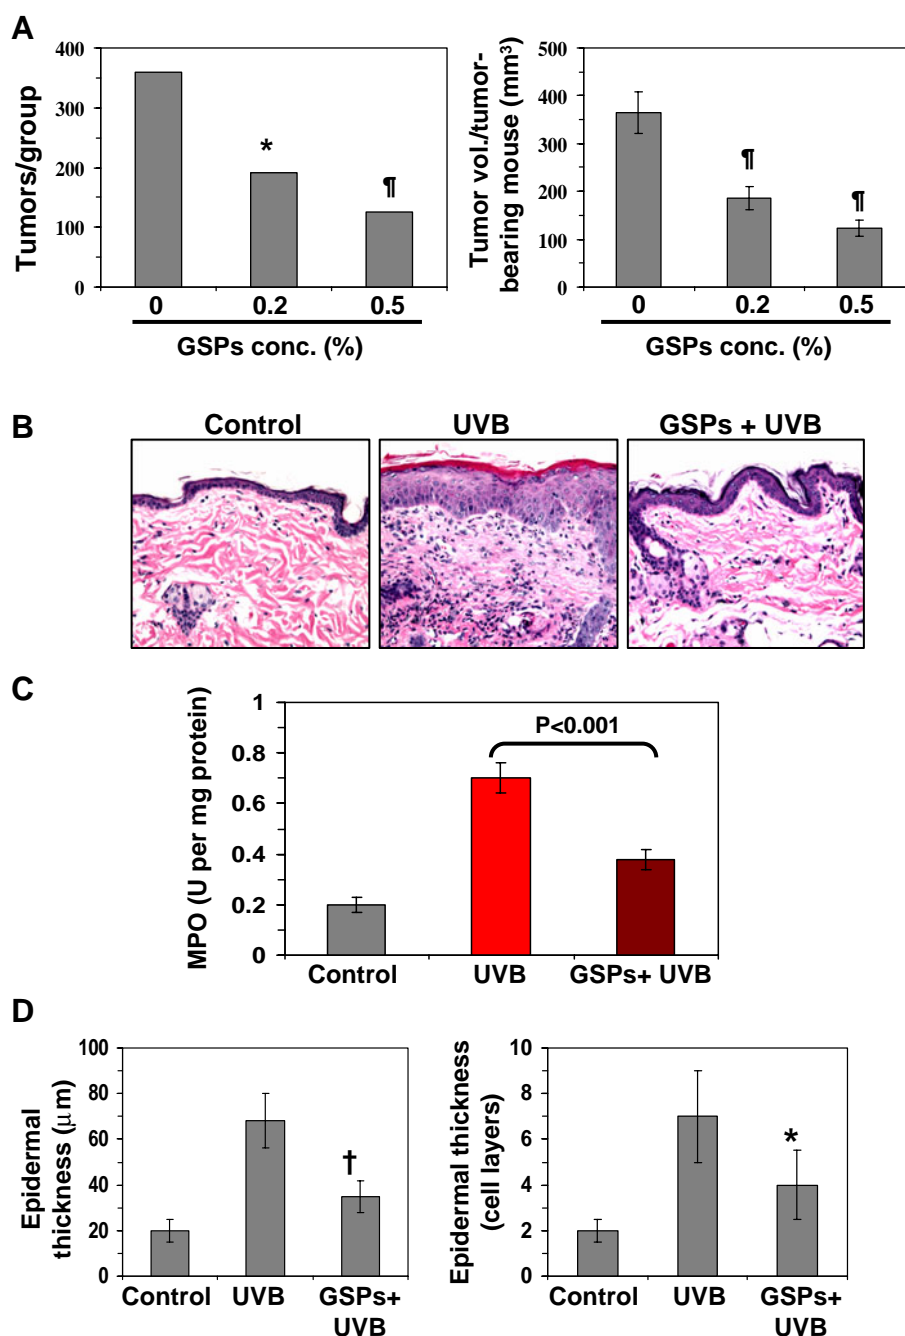 A
Tumors/group
400
300
200
100
0
*
¶
0 0.2 0.5
GSPs conc. (%)
Tumor vol./tumor-
bearing mouse (mm³)
500
400
300
200
100
0
¶
¶
0 0.2 0.5
GSPs conc. (%)
B
Control UVB GSPs + UVB
C
MPO (U per mg protein)
1
0.8
0.6
0.4
0.2
0
P<0.001
Control UVB GSPs+ UVB
D
Epidermal
thickness (μm)
100
80
60
40
20
0
†
Control UVB GSPs+
UVB
Epidermal thickness
(cell layers)
10
8
6
4
2
0
*
Control UVB GSPs+
UVB